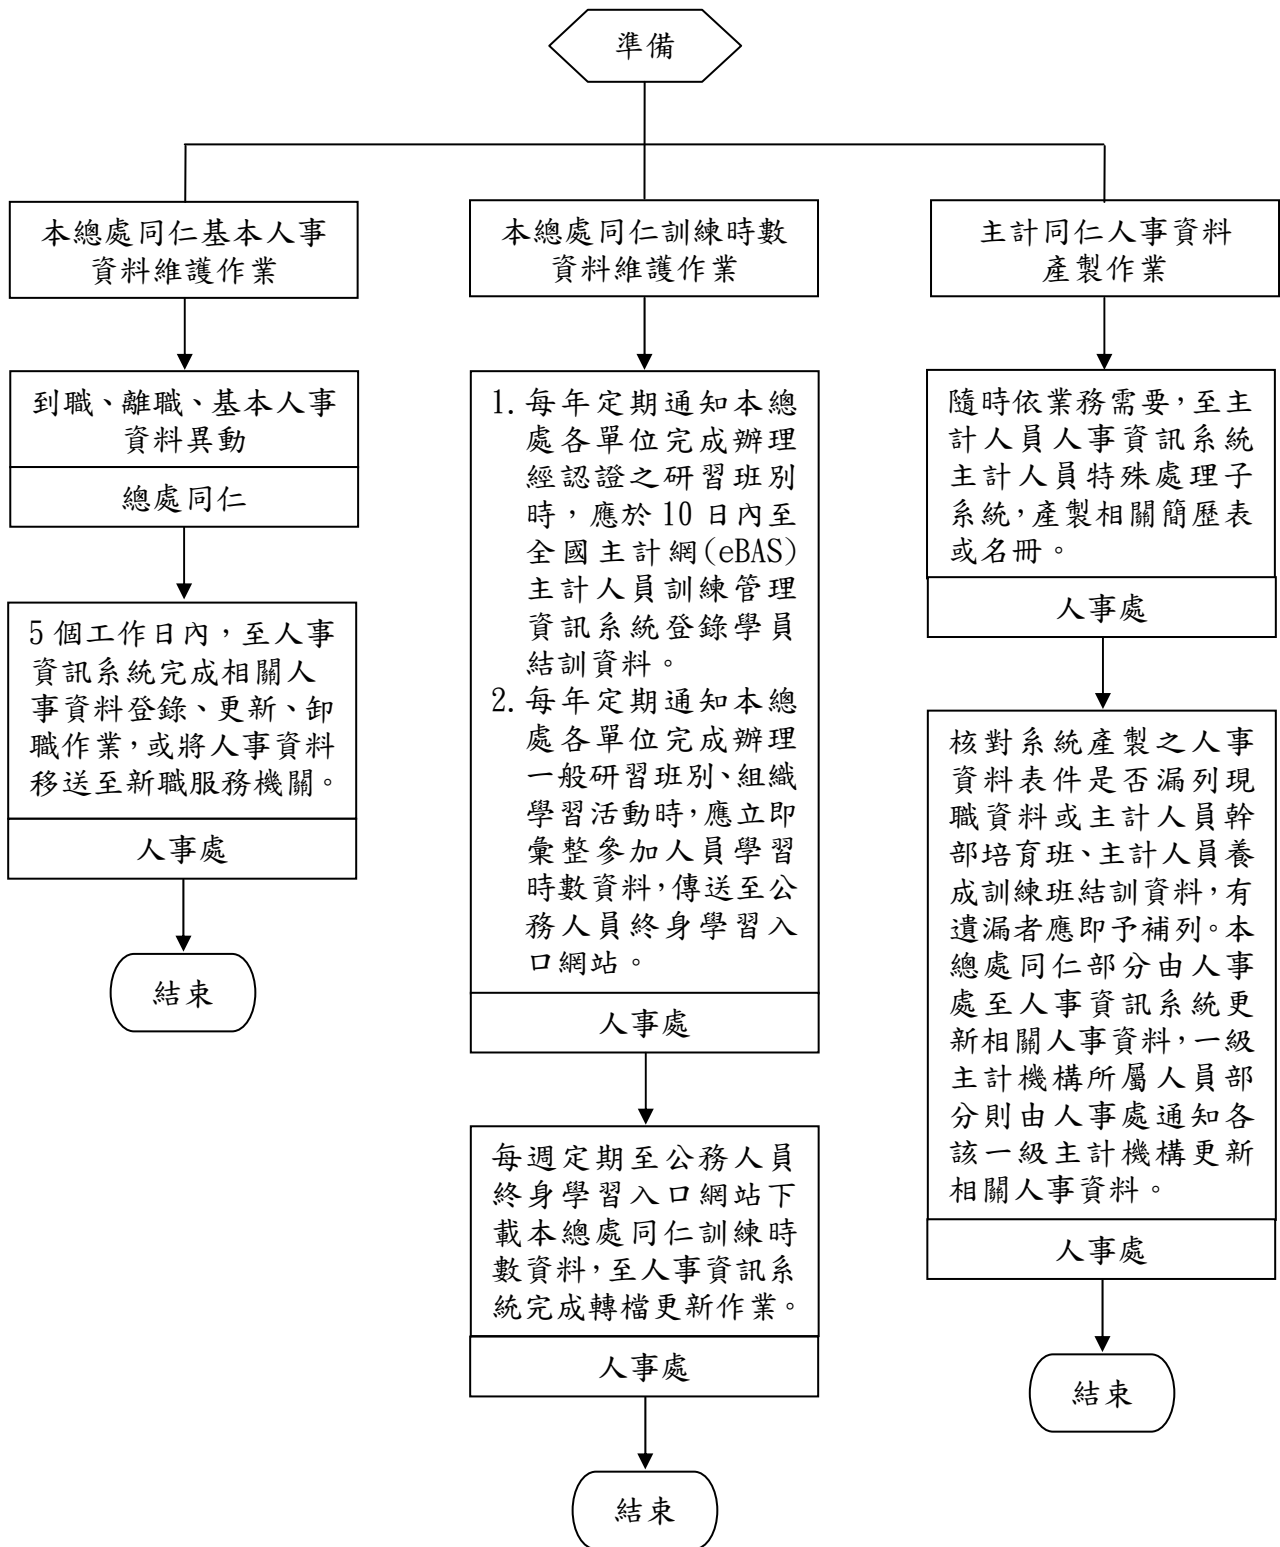 準備
本總處同仁基本人事
資料維護作業
到職、離職、基本人事
資料異動
總處同仁
5個工作日內，至人事
資訊系統完成相關人
事資料登錄、更新、卸
職作業，或將人事資料
移送至新職服務機關。
人事處
結束
本總處同仁訓練時數
資料維護作業
1. 每年定期通知本總
處各單位完成辦理
經認證之研習班別
時，應於10日內至
全國主計網(eBAS)
主計人員訓練管理
資訊系統登錄學員
結訓資料。
2. 每年定期通知本總
處各單位完成辦理
一般研習班別、組織
學習活動時，應立即
彙整參加人員學習
時數資料，傳送至公
務人員終身學習入
口網站。
人事處
每週定期至公務人員
終身學習入口網站下
載本總處同仁訓練時
數資料，至人事資訊系
統完成轉檔更新作業。
人事處
結束
主計同仁人事資料
產製作業
隨時依業務需要，至主
計人員人事資訊系統
主計人員特殊處理子
系統，產製相關簡歷表
或名冊。
人事處
核對系統產製之人事
資料表件是否漏列現
職資料或主計人員幹
部培育班、主計人員養
成訓練班結訓資料，有
遺漏者應即予補列。本
總處同仁部分由人事
處至人事資訊系統更
新相關人事資料，一級
主計機構所屬人員部
分則由人事處通知各
該一級主計機構更新
相關人事資料。
人事處
結束